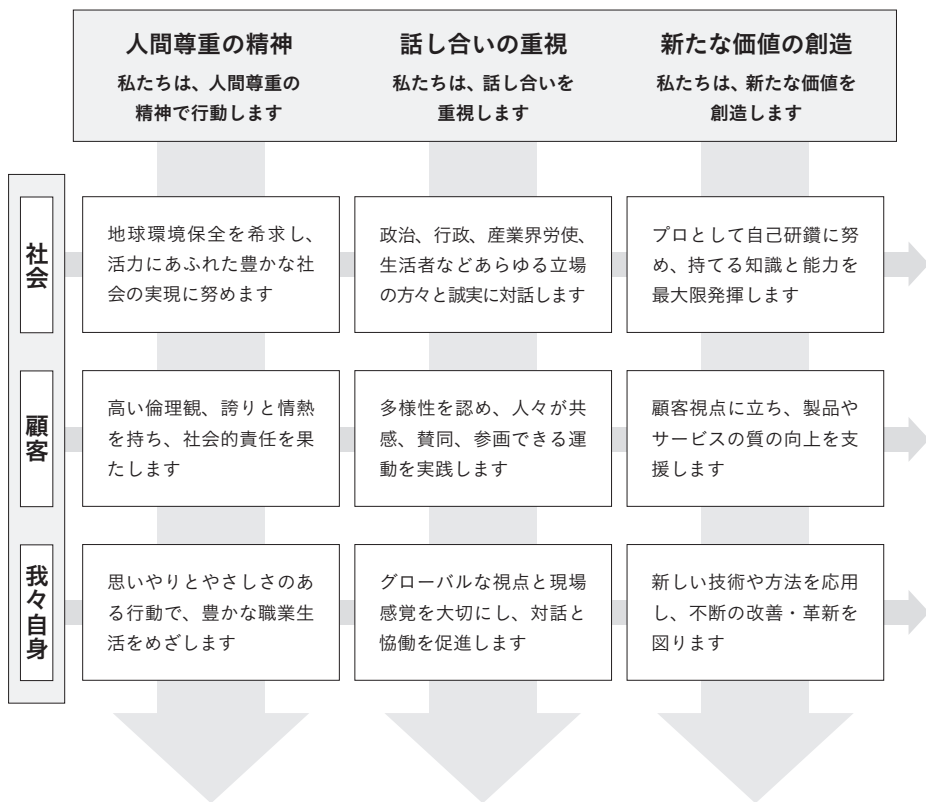 人間尊重の精神
私たちは、人間尊重の
精神で行動します
話し合いの重視
私たちは、話し合いを
重視します
新たな価値の創造
私たちは、新たな価値を
創造します
社会
地球環境保全を希求し、
活力にあふれた豊かな社
会の実現に努めます
政治、行政、産業界労使、
生活者などあらゆる立場
の方々と誠実に対話します
プロとして自己研鑽に努
め、持てる知識と能力を
最大限発揮します
顧客
高い倫理観、誇りと情熱
を持ち、社会的責任を果
たします
多様性を認め、人々が共
感、賛同、参画できる運
動を実践します
顧客視点に立ち、製品や
サービスの質の向上を支
援します
我々自身
思いやりとやさしさのあ
る行動で、豊かな職業生
活をめざします
グローバルな視点と現場
感覚を大切にし、対話と
恊働を促進します
新しい技術や方法を応用
し、不断の改善・革新を
図ります